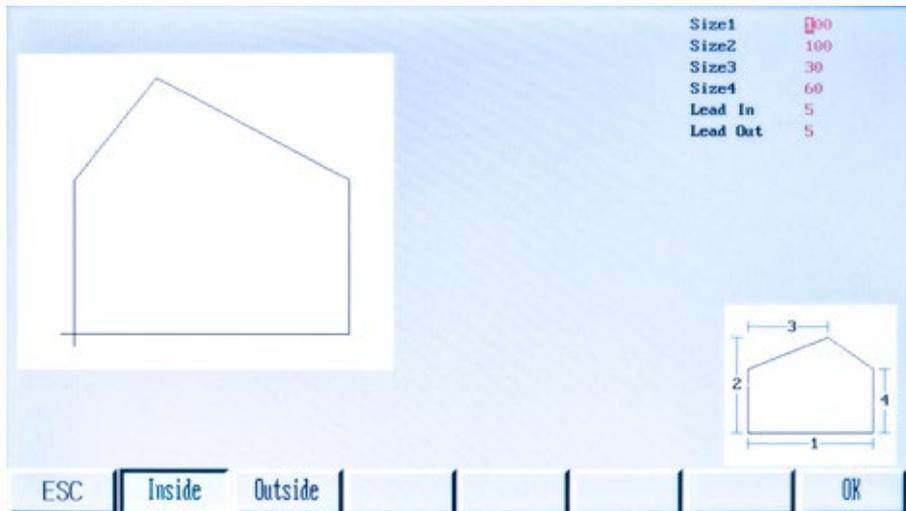 Size1 100
Size2 100
Size3 30
Size4 60
Lead In 5
Lead Out 5
3
2
4
1
ESC Inside Outside OK